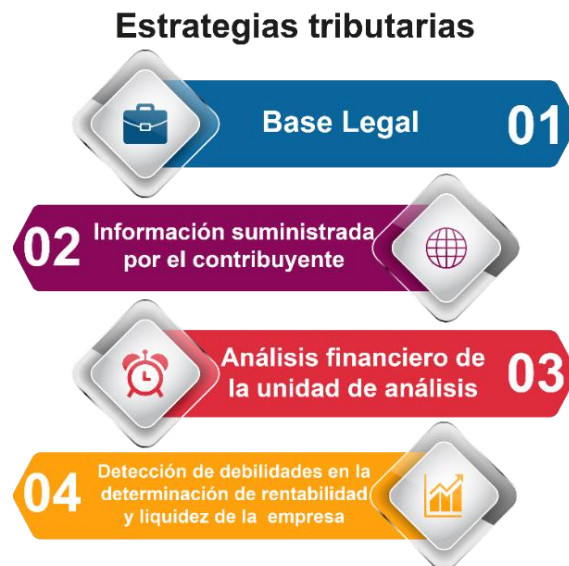 Estrategias tributarias
Base Legal
01
02
Información suministrada
por el contribuyente
Análisis financiero de
la unidad de análisis
03
04
Detección de debilidades en la
determinación de rentabilidad
y liquidez de la empresa